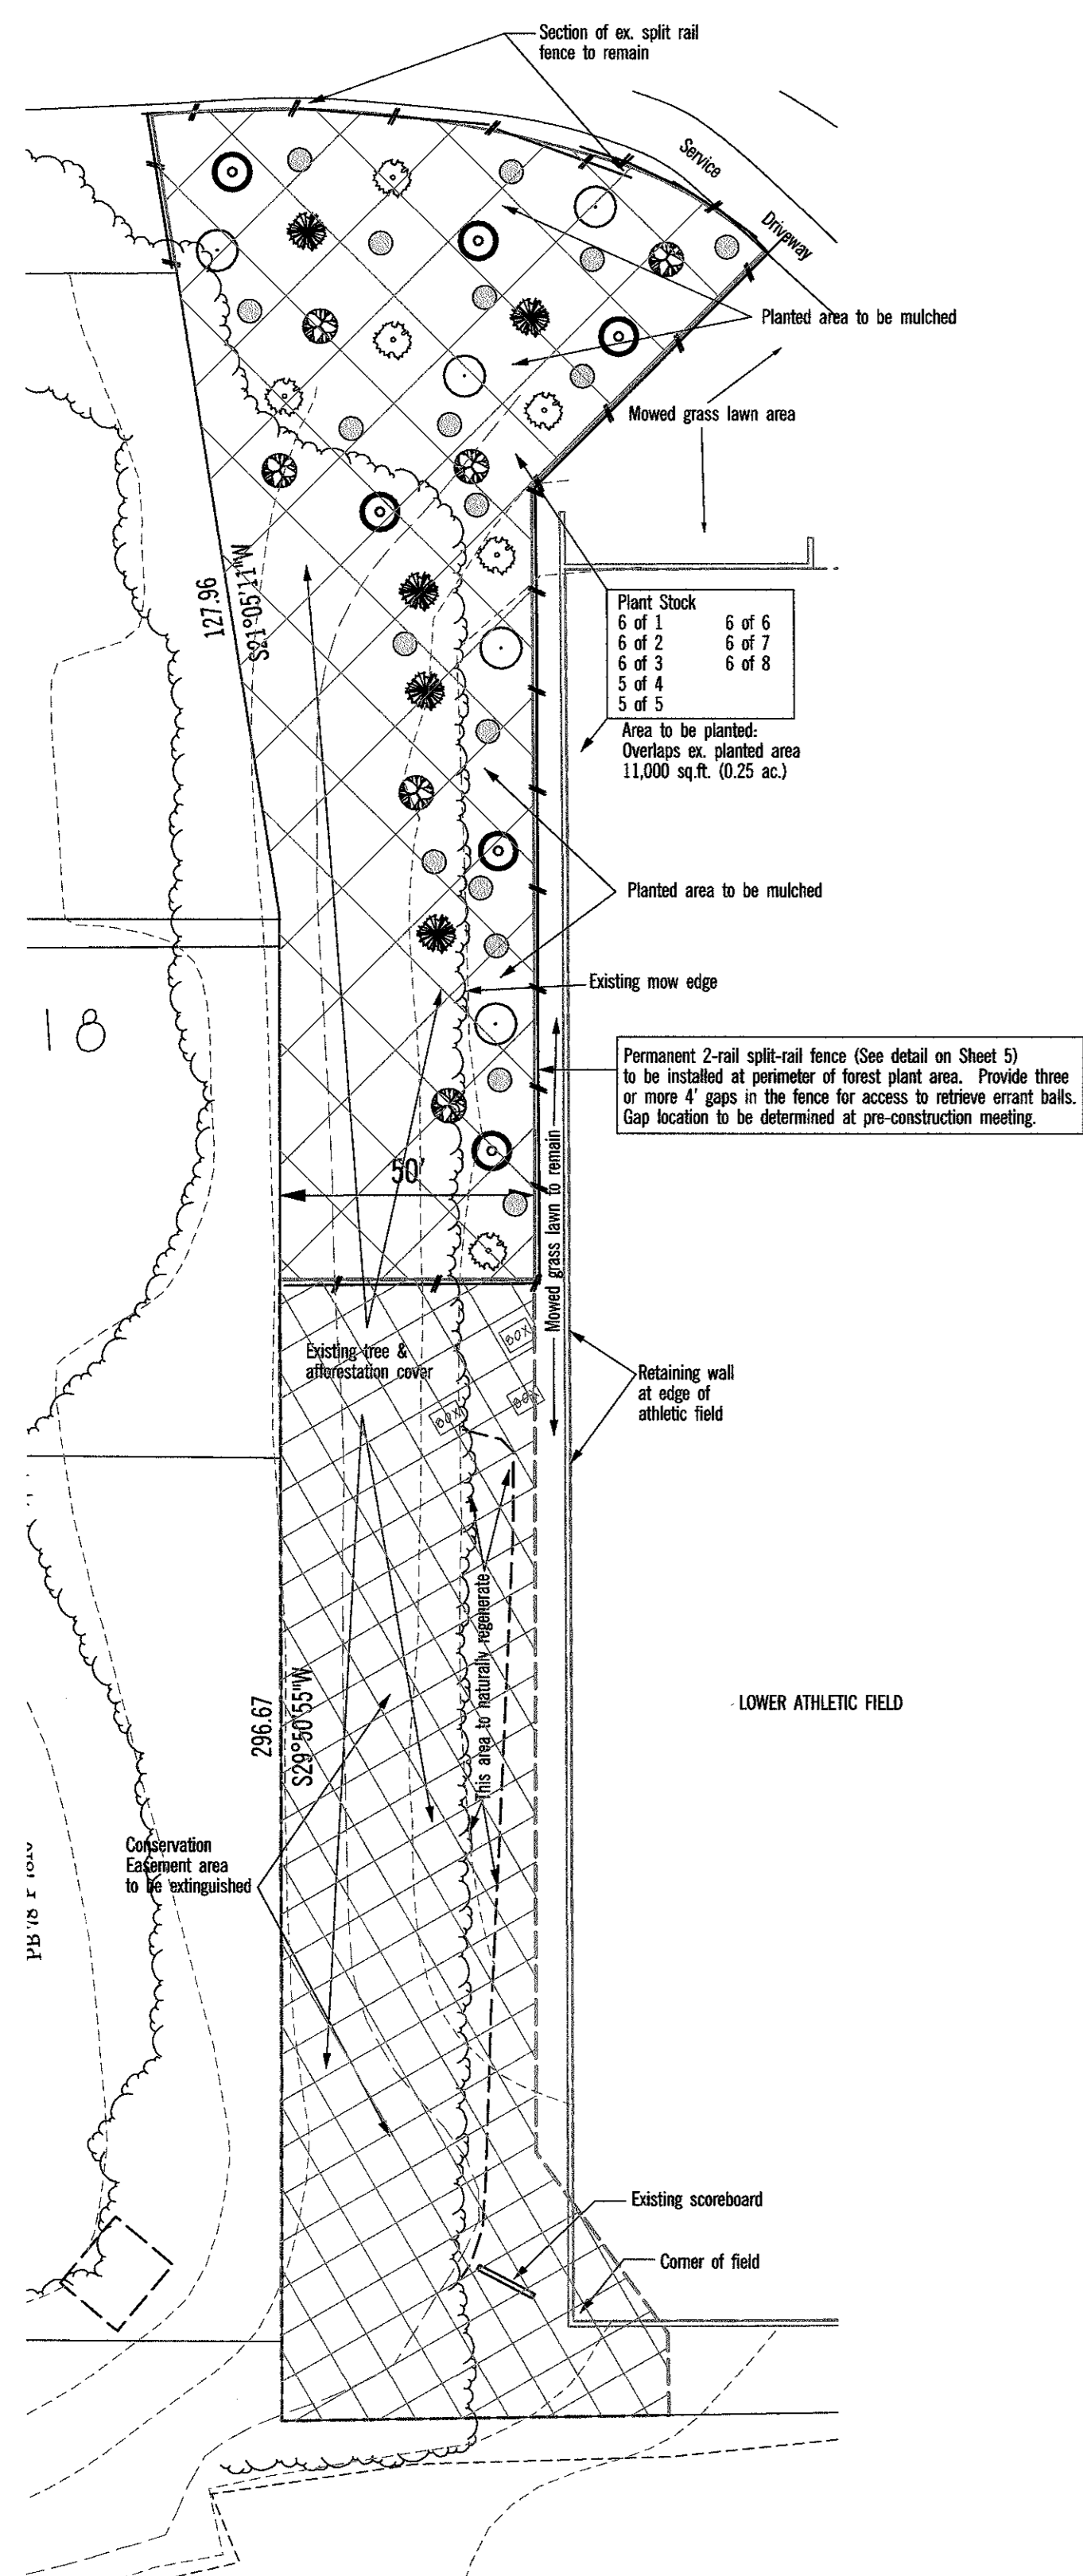 Section of ex. split rail
fence to remain
Service
Driveway
Planted area to be mulched
Mowed grass lawn area
127.96
S21°05'11"W
Plant Stock
6 of 1 6 of 6
6 of 2 6 of 7
6 of 3 6 of 8
5 of 4
5 of 5
Area to be planted:
Overlaps ex. planted area
11,000 sq.ft. (0.25 ac.)
Planted area to be mulched
Existing mow edge
18
Permanent 2-rail split-rail fence (See detail on Sheet 5)
to be installed at perimeter of forest plant area. Provide three
or more 4' gaps in the fence for access to retrieve errant balls.
Gap location to be determined at pre-construction meeting.
50'
Mowed grass lawn to remain
BOX
Existing tree &
afforestation cover
BOX
BOX
Retaining wall
at edge of
athletic field
This area to naturally regenerate
296.67
S29°50'55"W
LOWER ATHLETIC FIELD
Conservation
Easement area
to be extinguished
PB 78 P
Existing scoreboard
Corner of field